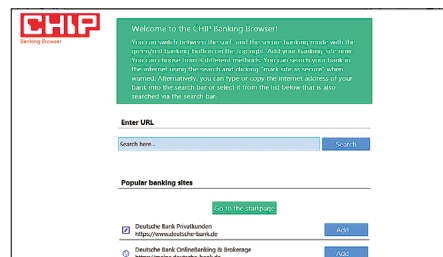 CHIP
Banking Browser
Welcome to the CHIP Banking Browser!
You can switch between the surf- and the secure banking mode with the
green/red banking button on the top right. Add your banking site now.
You can choose from 3 different methods: You can search your bank in
the internet using the search and clicking "mark site as secure" when
warned. Alternatively, you can type or copy the internet address of your
bank into the search bar or select it from the list below that is also
searched via the search bar.
Enter URL
Search here...
Search
Popular banking sites
Go to the startpage
Deutsche Bank Privatkunden
https://www.deutsche-bank.de
Add
Deutsche Bank OnlineBanking & Brokerage
https://meine.deutsche-bank.de
Add